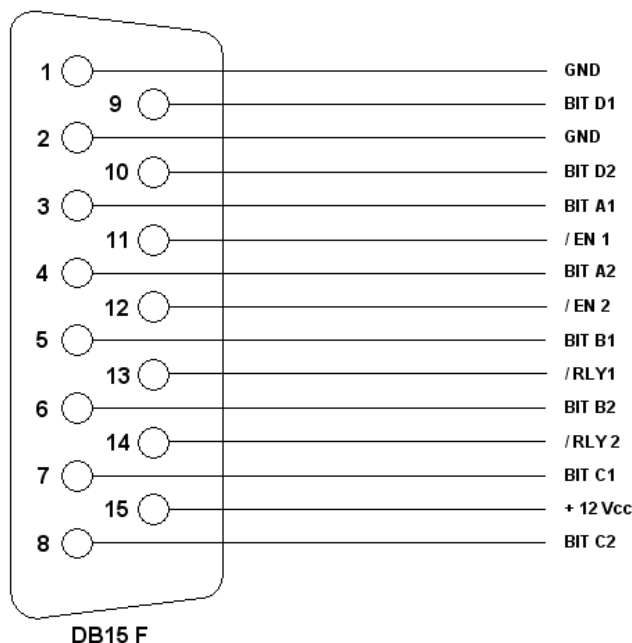 1 GND
9 BIT D1
2 GND
10 BIT D2
3 BIT A1
11 / EN 1
4 BIT A2
12 / EN 2
5 BIT B1
13 / RLY1
6 BIT B2
14 / RLY 2
7 BIT C1
15 + 12 Vcc
8 BIT C2
DB15 F